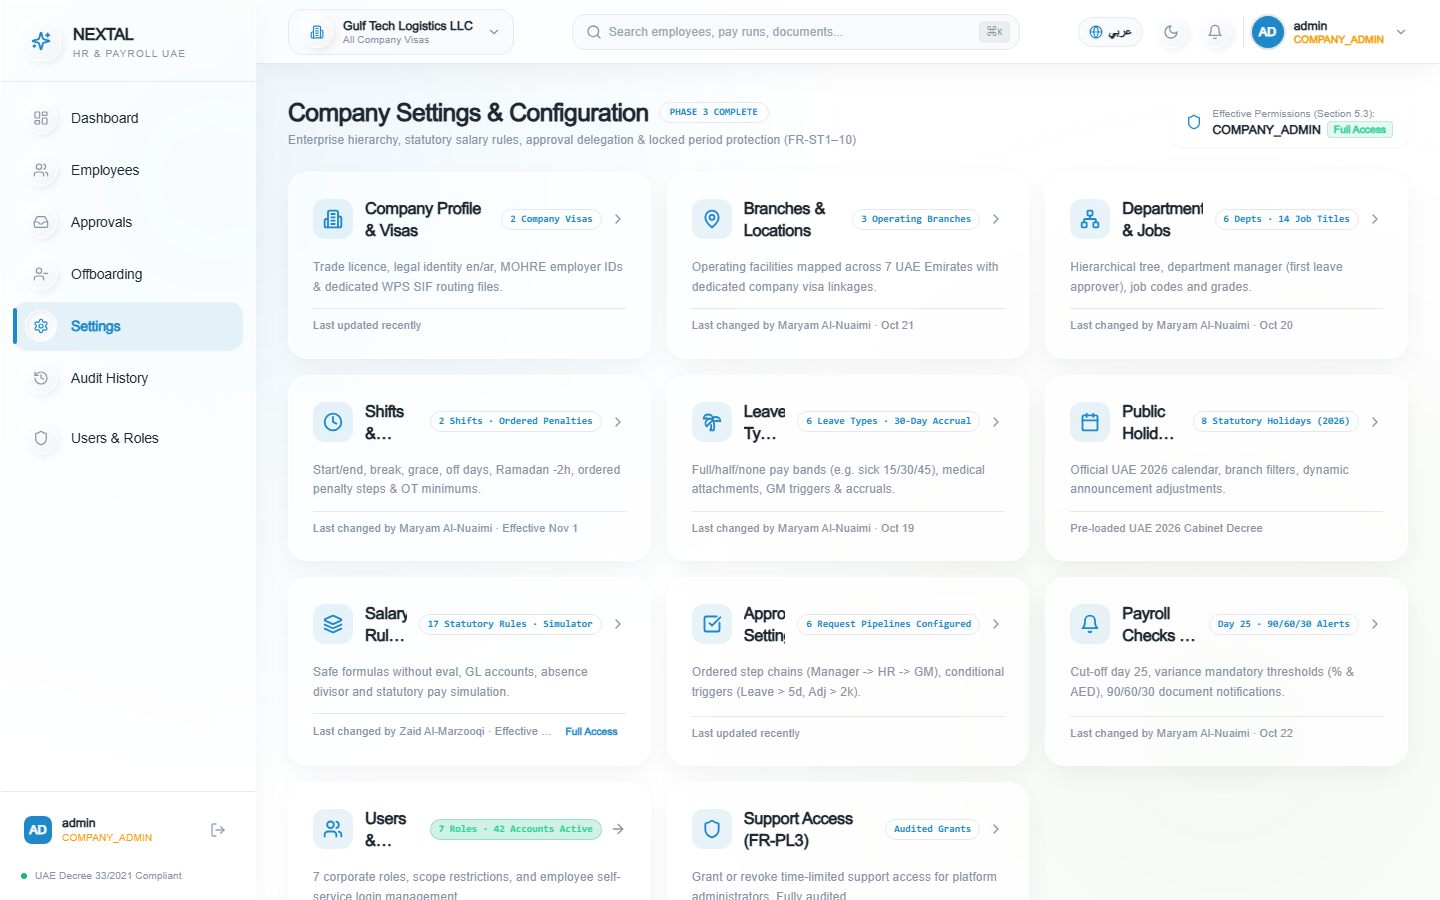 NEXTAL
HR & PAYROLL UAE
Gulf Tech Logistics LLC
All Company Visas
Search employees, pay runs, documents...
⌘K
عربي
AD
admin
COMPANY_ADMIN
Dashboard
Employees
Approvals
Offboarding
Settings
Audit History
Users & Roles
AD
admin
COMPANY_ADMIN
UAE Decree 33/2021 Compliant
Company Settings & Configuration
PHASE 3 COMPLETE
Enterprise hierarchy, statutory salary rules, approval delegation & locked period protection (FR-ST1–10)
Effective Permissions (Section 5.3):
COMPANY_ADMIN Full Access
Company Profile
& Visas
2 Company Visas
Trade licence, legal identity en/ar, MOHRE employer IDs
& dedicated WPS SIF routing files.
Last updated recently
Branches &
Locations
3 Operating Branches
Operating facilities mapped across 7 UAE Emirates with
dedicated company visa linkages.
Last changed by Maryam Al-Nuaimi · Oct 21
Department
& Jobs
6 Depts · 14 Job Titles
Hierarchical tree, department manager (first leave
approver), job codes and grades.
Last changed by Maryam Al-Nuaimi · Oct 20
Shifts
&...
2 Shifts · Ordered Penalties
Start/end, break, grace, off days, Ramadan -2h, ordered
penalty steps & OT minimums.
Last changed by Maryam Al-Nuaimi · Effective Nov 1
Leave
Ty...
6 Leave Types · 30-Day Accrual
Full/half/none pay bands (e.g. sick 15/30/45), medical
attachments, GM triggers & accruals.
Last changed by Maryam Al-Nuaimi · Oct 19
Public
Holid...
8 Statutory Holidays (2026)
Official UAE 2026 calendar, branch filters, dynamic
announcement adjustments.
Pre-loaded UAE 2026 Cabinet Decree
Salary
Rul...
17 Statutory Rules · Simulator
Safe formulas without eval, GL accounts, absence
divisor and statutory pay simulation.
Last changed by Zaid Al-Marzooqi · Effective ...
Full Access
Appro
Setting
6 Request Pipelines Configured
Ordered step chains (Manager -> HR -> GM), conditional
triggers (Leave > 5d, Adj > 2k).
Last updated recently
Payroll
Checks ...
Day 25 · 90/60/30 Alerts
Cut-off day 25, variance mandatory thresholds (% &
AED), 90/60/30 document notifications.
Last changed by Maryam Al-Nuaimi · Oct 22
Users
&...
7 Roles · 42 Accounts Active
7 corporate roles, scope restrictions, and employee self-
service login management.
Support Access
(FR-PL3)
Audited Grants
Grant or revoke time-limited support access for platform
administrators. Fully audited.